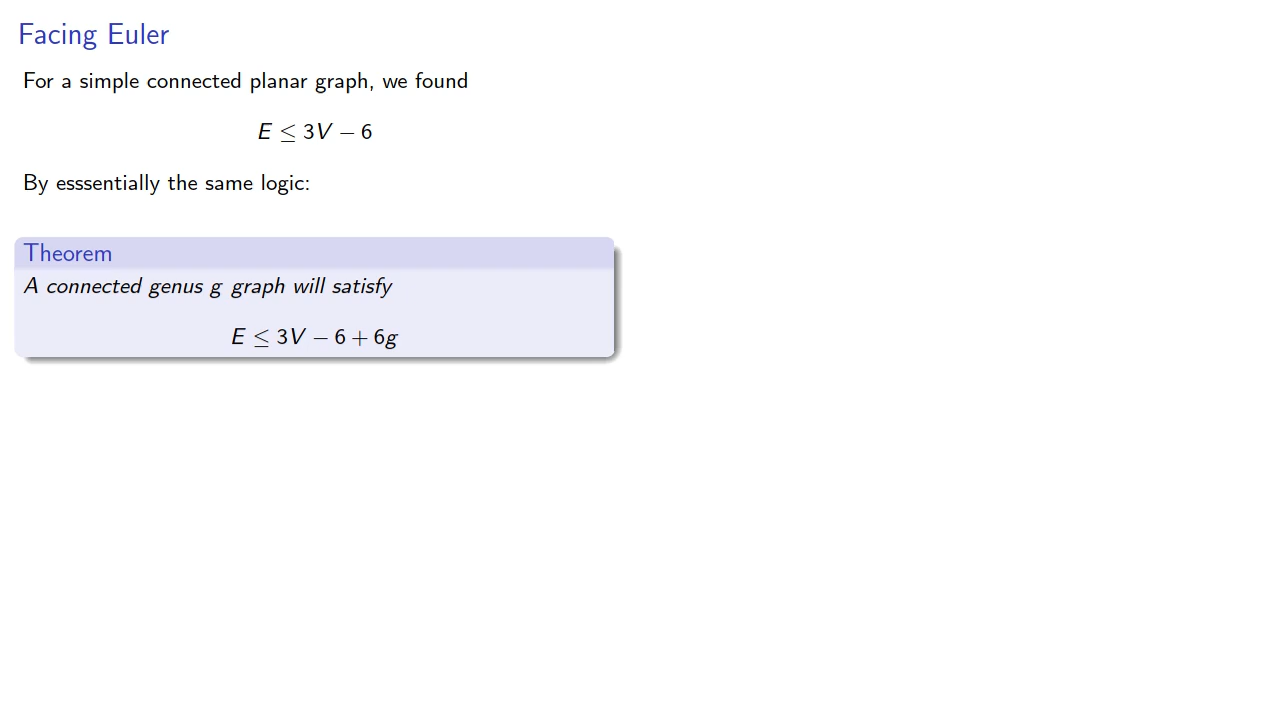 Facing Euler
For a simple connected planar graph, we found
E ≤ 3V − 6
By esssentially the same logic:
Theorem
A connected genus g graph will satisfy
E ≤ 3V − 6 + 6g